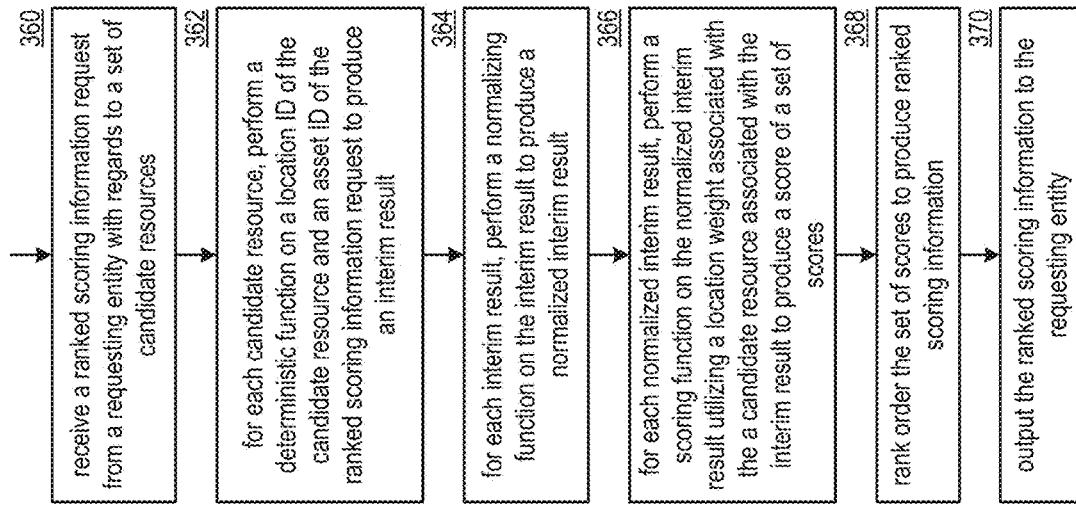 360
receive a ranked scoring information request
from a requesting entity with regards to a set of
candidate resources
362
for each candidate resource, perform a
deterministic function on a location ID of the
candidate resource and an asset ID of the
ranked scoring information request to produce
an interim result
364
for each interim result, perform a normalizing
function on the interim result to produce a
normalized interim result
366
for each normalized interim result, perform a
scoring function on the normalized interim
result utilizing a location weight associated with
the a candidate resource associated with the
interim result to produce a score of a set of
scores
368
rank order the set of scores to produce ranked
scoring information
370
output the ranked scoring information to the
requesting entity